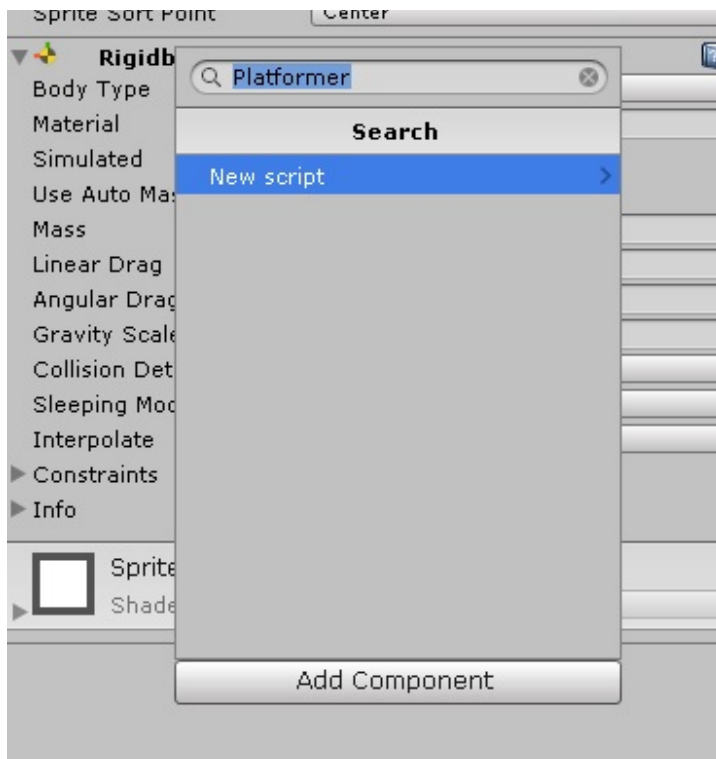 Sprite Sort Point Center
Rigidb
Body Type
Platformer
Material
Search
Simulated
New script
Use Auto Mas
Mass
Linear Drag
Angular Drag
Gravity Scale
Collision Det
Sleeping Mod
Interpolate
Constraints
Info
Sprite
Shade
Add Component